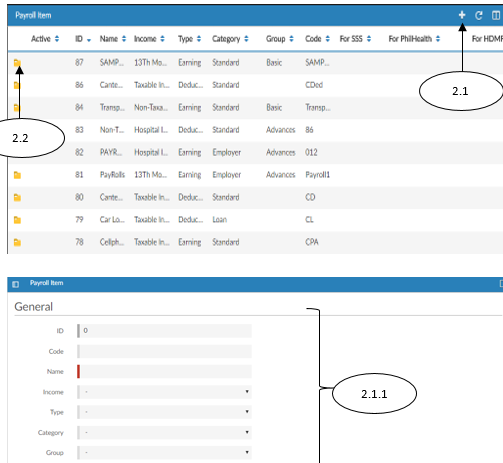 Payroll Item
Active ID Name Income Type Category Group Code For SSS For PhilHealth For HDMF
87 SAMP... 13Th Mo... Earning Standard Basic SAMP...
86 Cante... Taxable In... Deduc... Standard CDed
2.1
84 Transp... Non-Taxa... Earning Standard Basic Transp...
83 Non-T... Hospital I... Deduc... Standard Advances 86
2.2
82 PAYR... Hospital I... Earning Employer Advances 012
81 PayRolls 13Th Mo... Earning Employer Advances Payroll1
80 Cante... Taxable In... Deduc... Standard CD
79 Car Lo... Taxable In... Deduc... Loan CL
78 Cellph... Taxable In... Earning Standard CPA
Payroll Item
General
ID 0
Code
Name
Income -
2.1.1
Type -
Category -
Group -